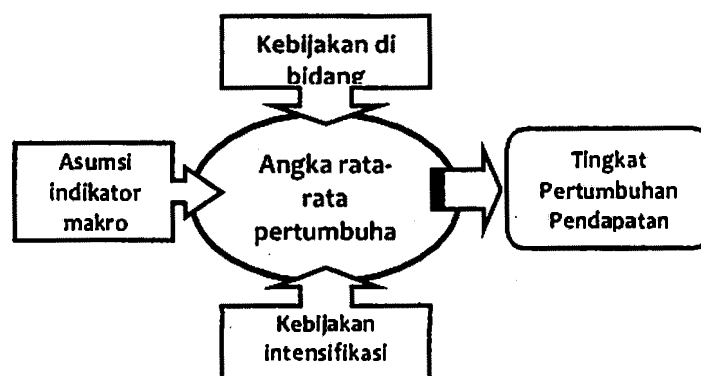 Kebijakan di
bidang
Asumsi
indikator
makro
Angka rata-
rata
pertumbuha
Tingkat
Pertumbuhan
Pendapatan
Kebijakan
intensifikasi